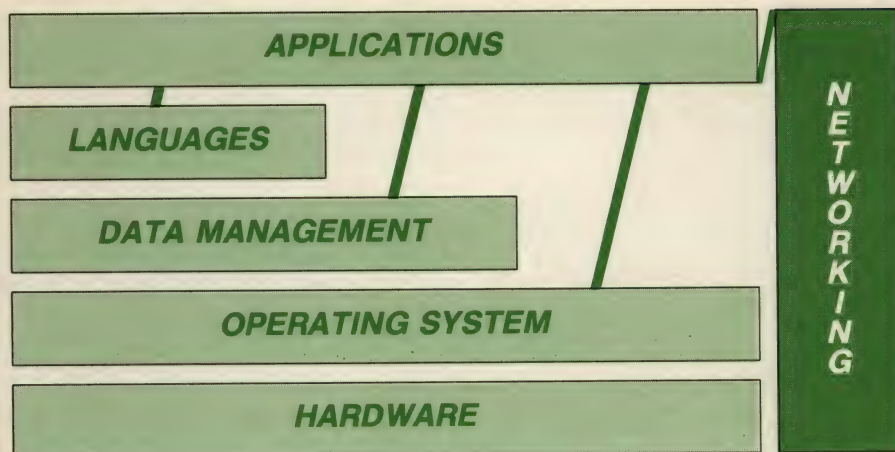 APPLICATIONS
LANGUAGES
DATA MANAGEMENT
OPERATING SYSTEM
HARDWARE
NETWORKING